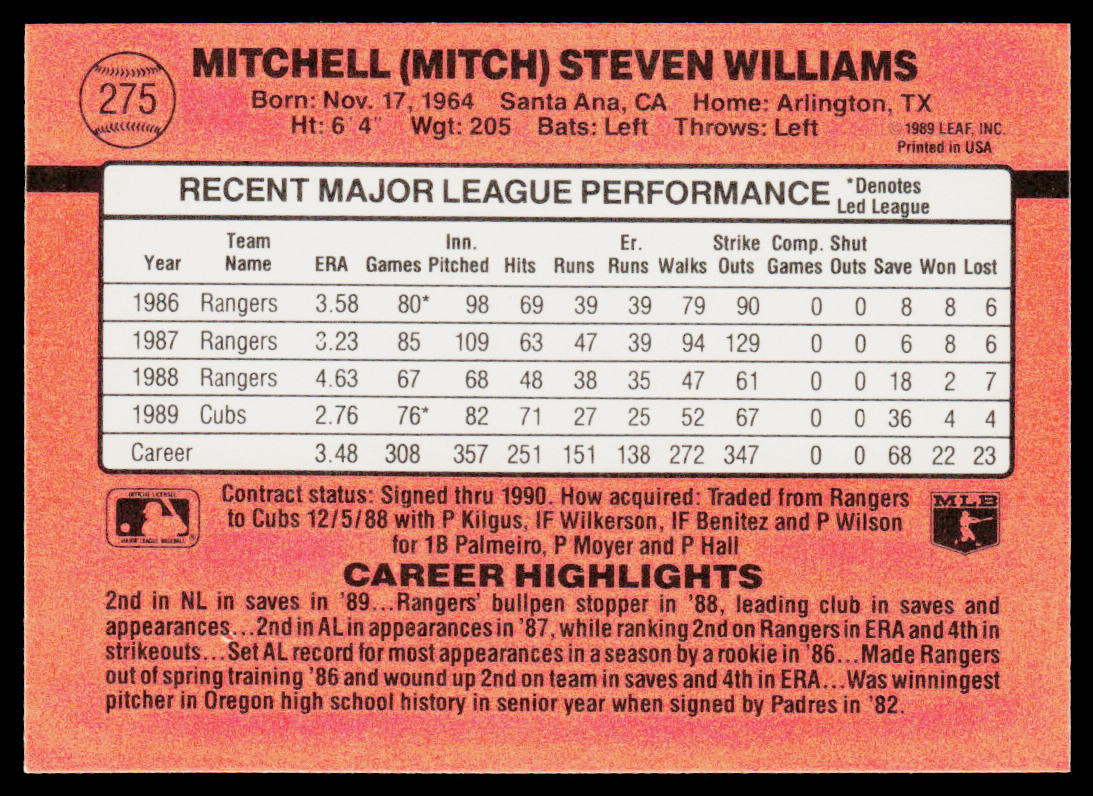 275
MITCHELL (MITCH) STEVEN WILLIAMS
Born: Nov. 17, 1964 Santa Ana, CA Home: Arlington, TX
Ht: 6' 4" Wgt: 205 Bats: Left Throws: Left
© 1989 LEAF, INC.
Printed in USA
RECENT MAJOR LEAGUE PERFORMANCE *Denotes
Led League
Team Inn. Er. Strike Comp. Shut
Year Name ERA Games Pitched Hits Runs Runs Walks Outs Games Outs Save Won Lost
1986 Rangers 3.58 80* 98 69 39 39 79 90 0 0 8 8 6
1987 Rangers 3.23 85 109 63 47 39 94 129 0 0 6 8 6
1988 Rangers 4.63 67 68 48 38 35 47 61 0 0 18 2 7
1989 Cubs 2.76 76* 82 71 27 25 52 67 0 0 36 4 4
Career 3.48 308 357 251 151 138 272 347 0 0 68 22 23
OFFICIAL LICENSEE
MAJOR LEAGUE BASEBALL
®
Contract status: Signed thru 1990. How acquired: Traded from Rangers
to Cubs 12/5/88 with P Kilgus, IF Wilkerson, IF Benitez and P Wilson
for 1B Palmeiro, P Moyer and P Hall
MLB
CAREER HIGHLIGHTS
2nd in NL in saves in '89...Rangers' bullpen stopper in '88, leading club in saves and
appearances...2nd in AL in appearances in '87, while ranking 2nd on Rangers in ERA and 4th in
strikeouts...Set AL record for most appearances in a season by a rookie in '86...Made Rangers
out of spring training '86 and wound up 2nd on team in saves and 4th in ERA...Was winningest
pitcher in Oregon high school history in senior year when signed by Padres in '82.